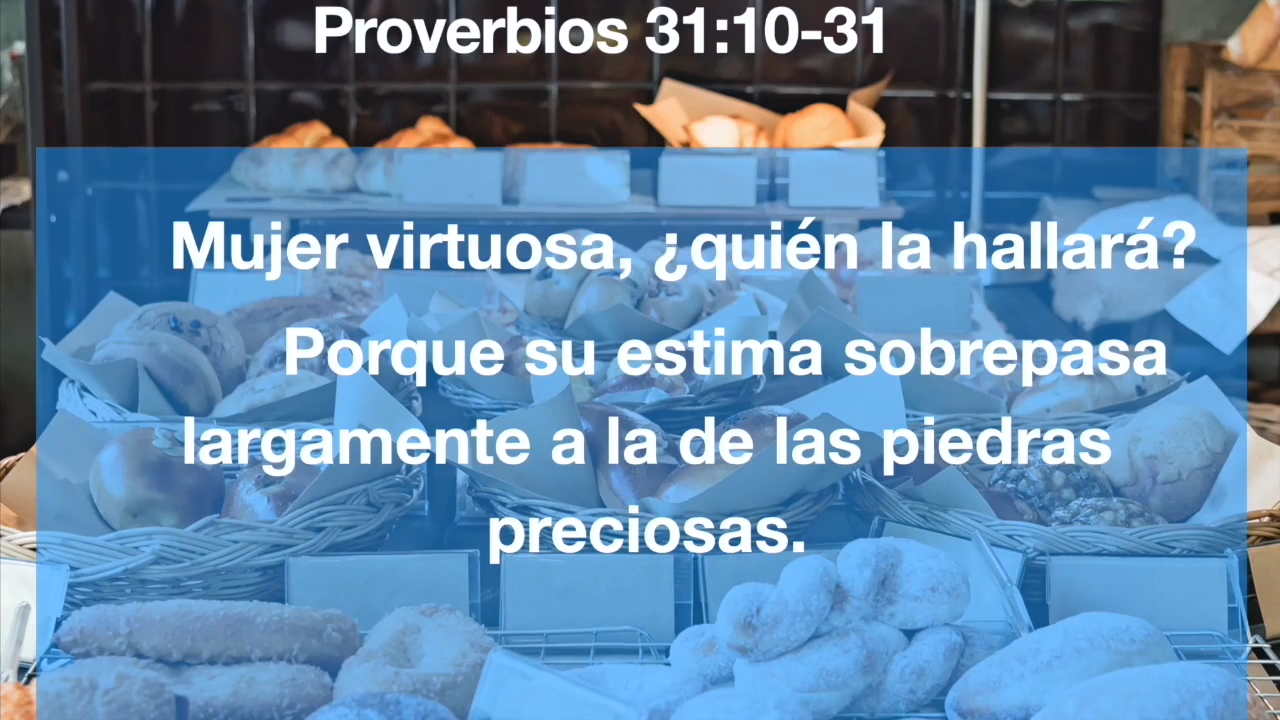 Proverbios 31:10-31
Mujer virtuosa, ¿quién la hallará?
Porque su estima sobrepasa
largamente a la de las piedras
preciosas.